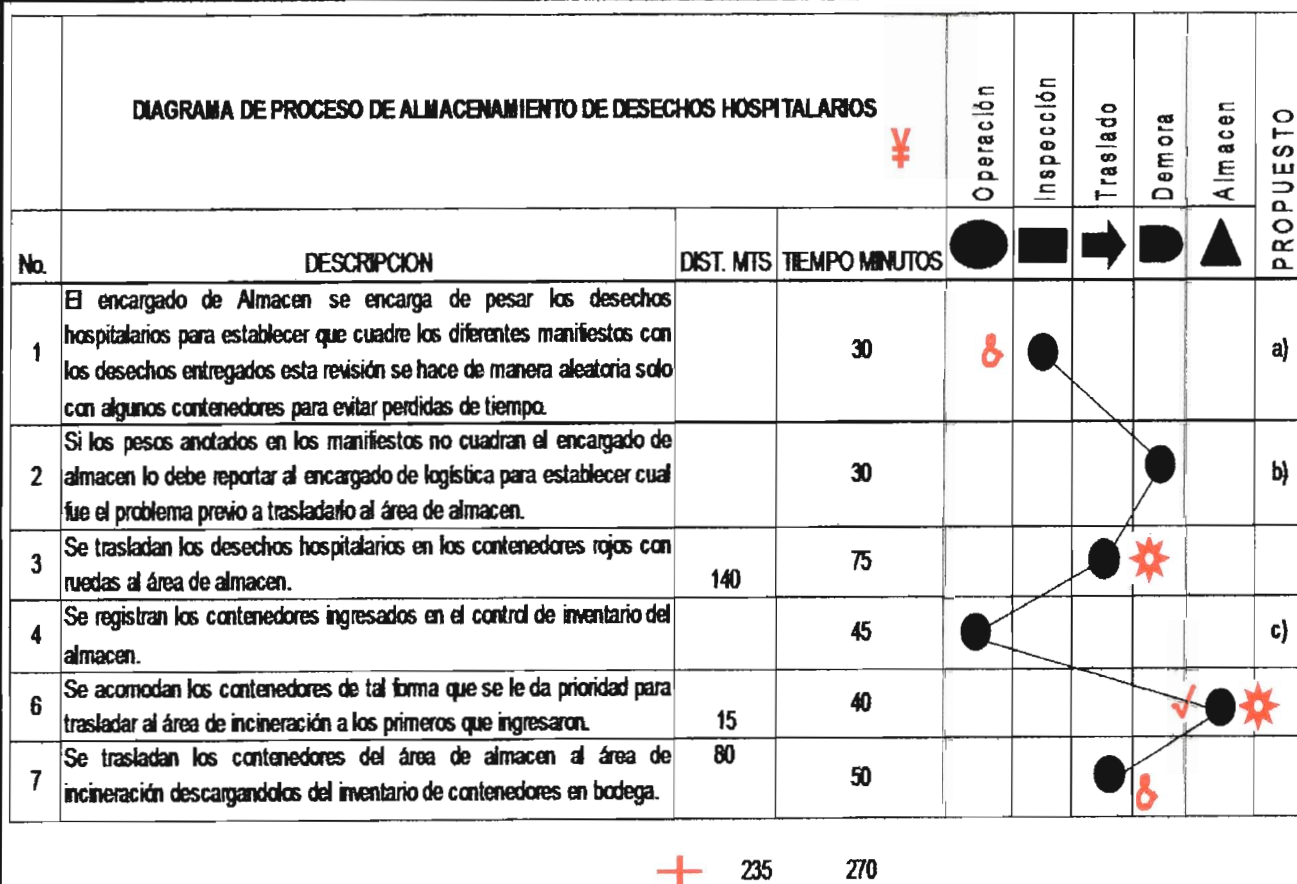 DIAGRAMA DE PROCESO DE ALMACENAMIENTO DE DESECHOS HOSPITALARIOS
¥
Operación
Inspección
Traslado
Demora
Almacen
PROPUESTO
No. DESCRIPCION DIST. MTS TIEMPO MINUTOS
El encargado de Almacen se encarga de pesar los desechos
hospitalarios para establecer que cuadre los diferentes manifiestos con
1 30 & a)
los desechos entregados esta revisión se hace de manera aleatoria solo
con algunos contenedores para evitar perdidas de tiempo.
Si los pesos anotados en los manifiestos no cuadran el encargado de
2 almacen lo debe reportar al encargado de logística para establecer cual 30 b)
fue el problema previo a trasladarlo al área de almacen.
3 Se trasladan los desechos hospitalarios en los contenedores rojos con 75
ruedas al área de almacen. 140
4 Se registran los contenedores ingresados en el control de inventario del 45 c)
almacen.
6 Se acomodan los contenedores de tal forma que se le da prioridad para 40 ✓
trasladar al área de incineración a los primeros que ingresaron. 15
7 Se trasladan los contenedores del área de almacen al área de 80 50
incineración descargandolos del inventario de contenedores en bodega. &
+ 235 270